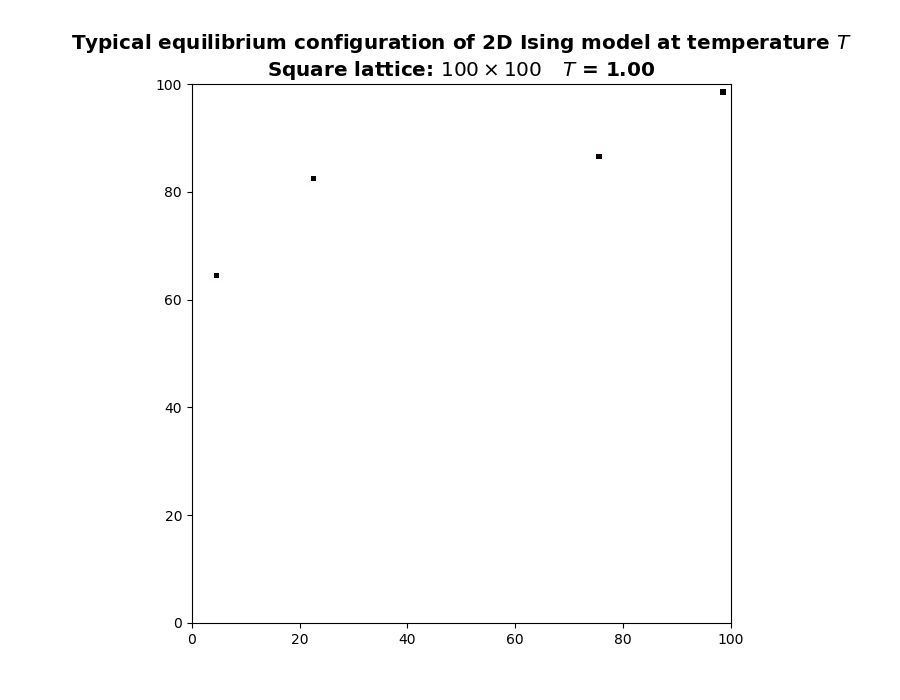 Typical equilibrium configuration of 2D Ising model at temperature T
Square lattice: 100 × 100 T = 1.00
100
80
60
40
20
0
0 20 40 60 80 100